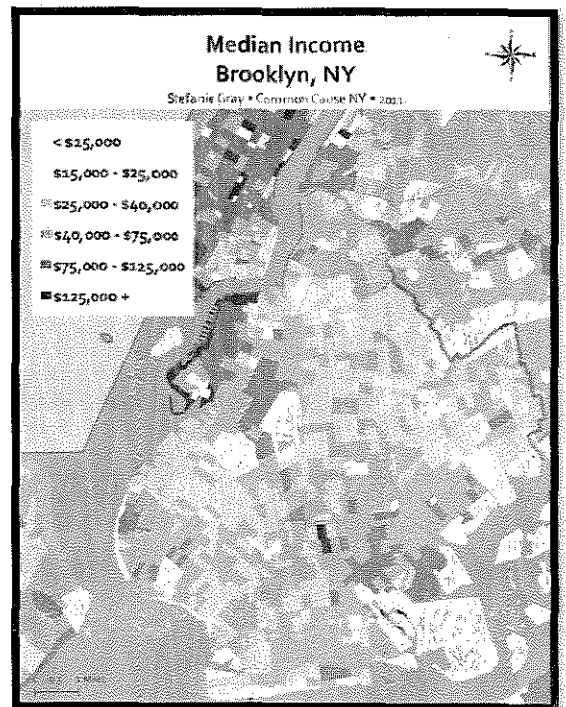 Median Income
Brooklyn, NY
Stefanie Gray • Common Cause NY •
< $15,000
$15,000 - $25,000
$25,000 - $40,000
$40,000 - $75,000
$75,000 - $125,000
$125,000 +